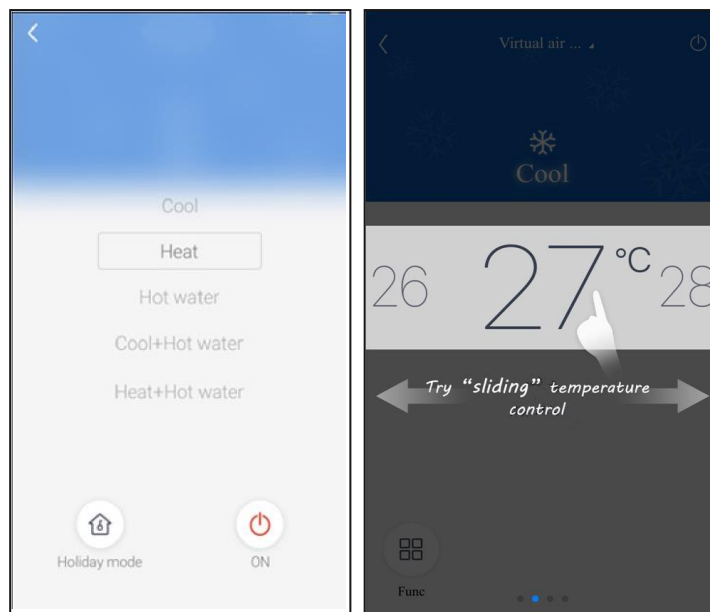 Cool
Heat
Hot water
Cool+Hot water
Heat+Hot water
Holiday mode
ON
Virtual air ...
Cool
26
27°C
28
Try “sliding” temperature
control
Func